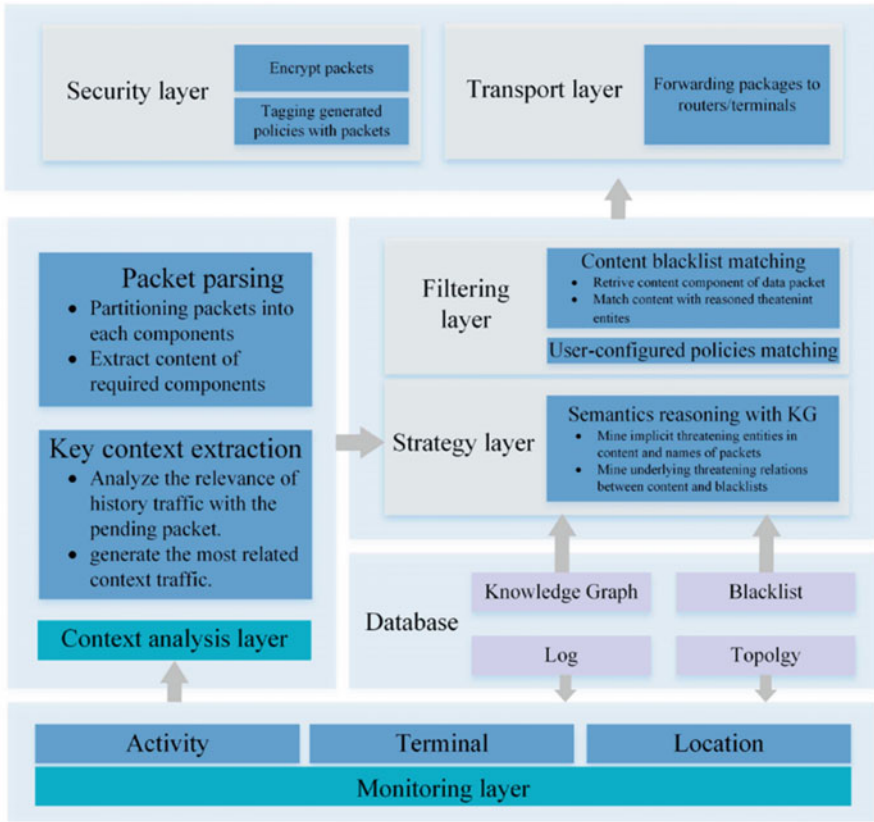 Security layer
Encrypt packets
Tagging generated
policies with packets
Transport layer
Forwarding packages to
routers/terminals
Packet parsing
• Partitioning packets into
each components
• Extract content of
required components
Key context extraction
• Analyze the relevance of
history traffic with the
pending packet.
• generate the most related
context traffic.
Context analysis layer
Filtering
layer
Content blacklist matching
• Retrive content component of data packet
• Match content with reasoned theatenint
entites
User-configured policies matching
Strategy layer
Semantics reasoning with KG
• Mine implicit threatening entities in
content and names of packets
• Mine underlying threatening relations
between content and blacklists
Database
Knowledge Graph
Blacklist
Log
Topolgy
Activity
Terminal
Location
Monitoring layer